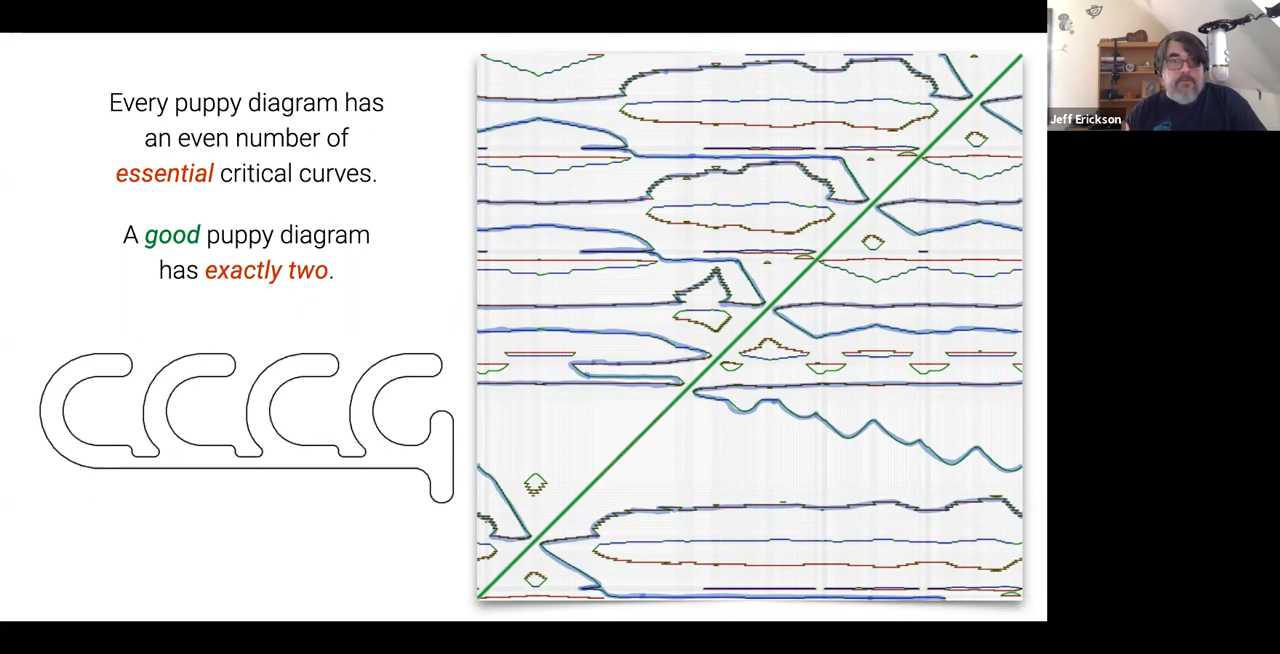 Every puppy diagram has
an even number of
essential critical curves.
A good puppy diagram
has exactly two.
Jeff Erickson